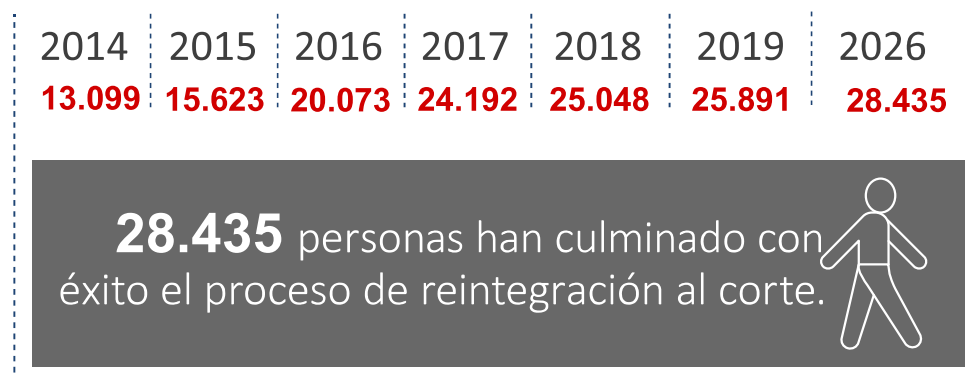 2014 2015 2016 2017 2018 2019 2026
13.099 15.623 20.073 24.192 25.048 25.891 28.435
28.435 personas han culminado con
éxito el proceso de reintegración al corte.